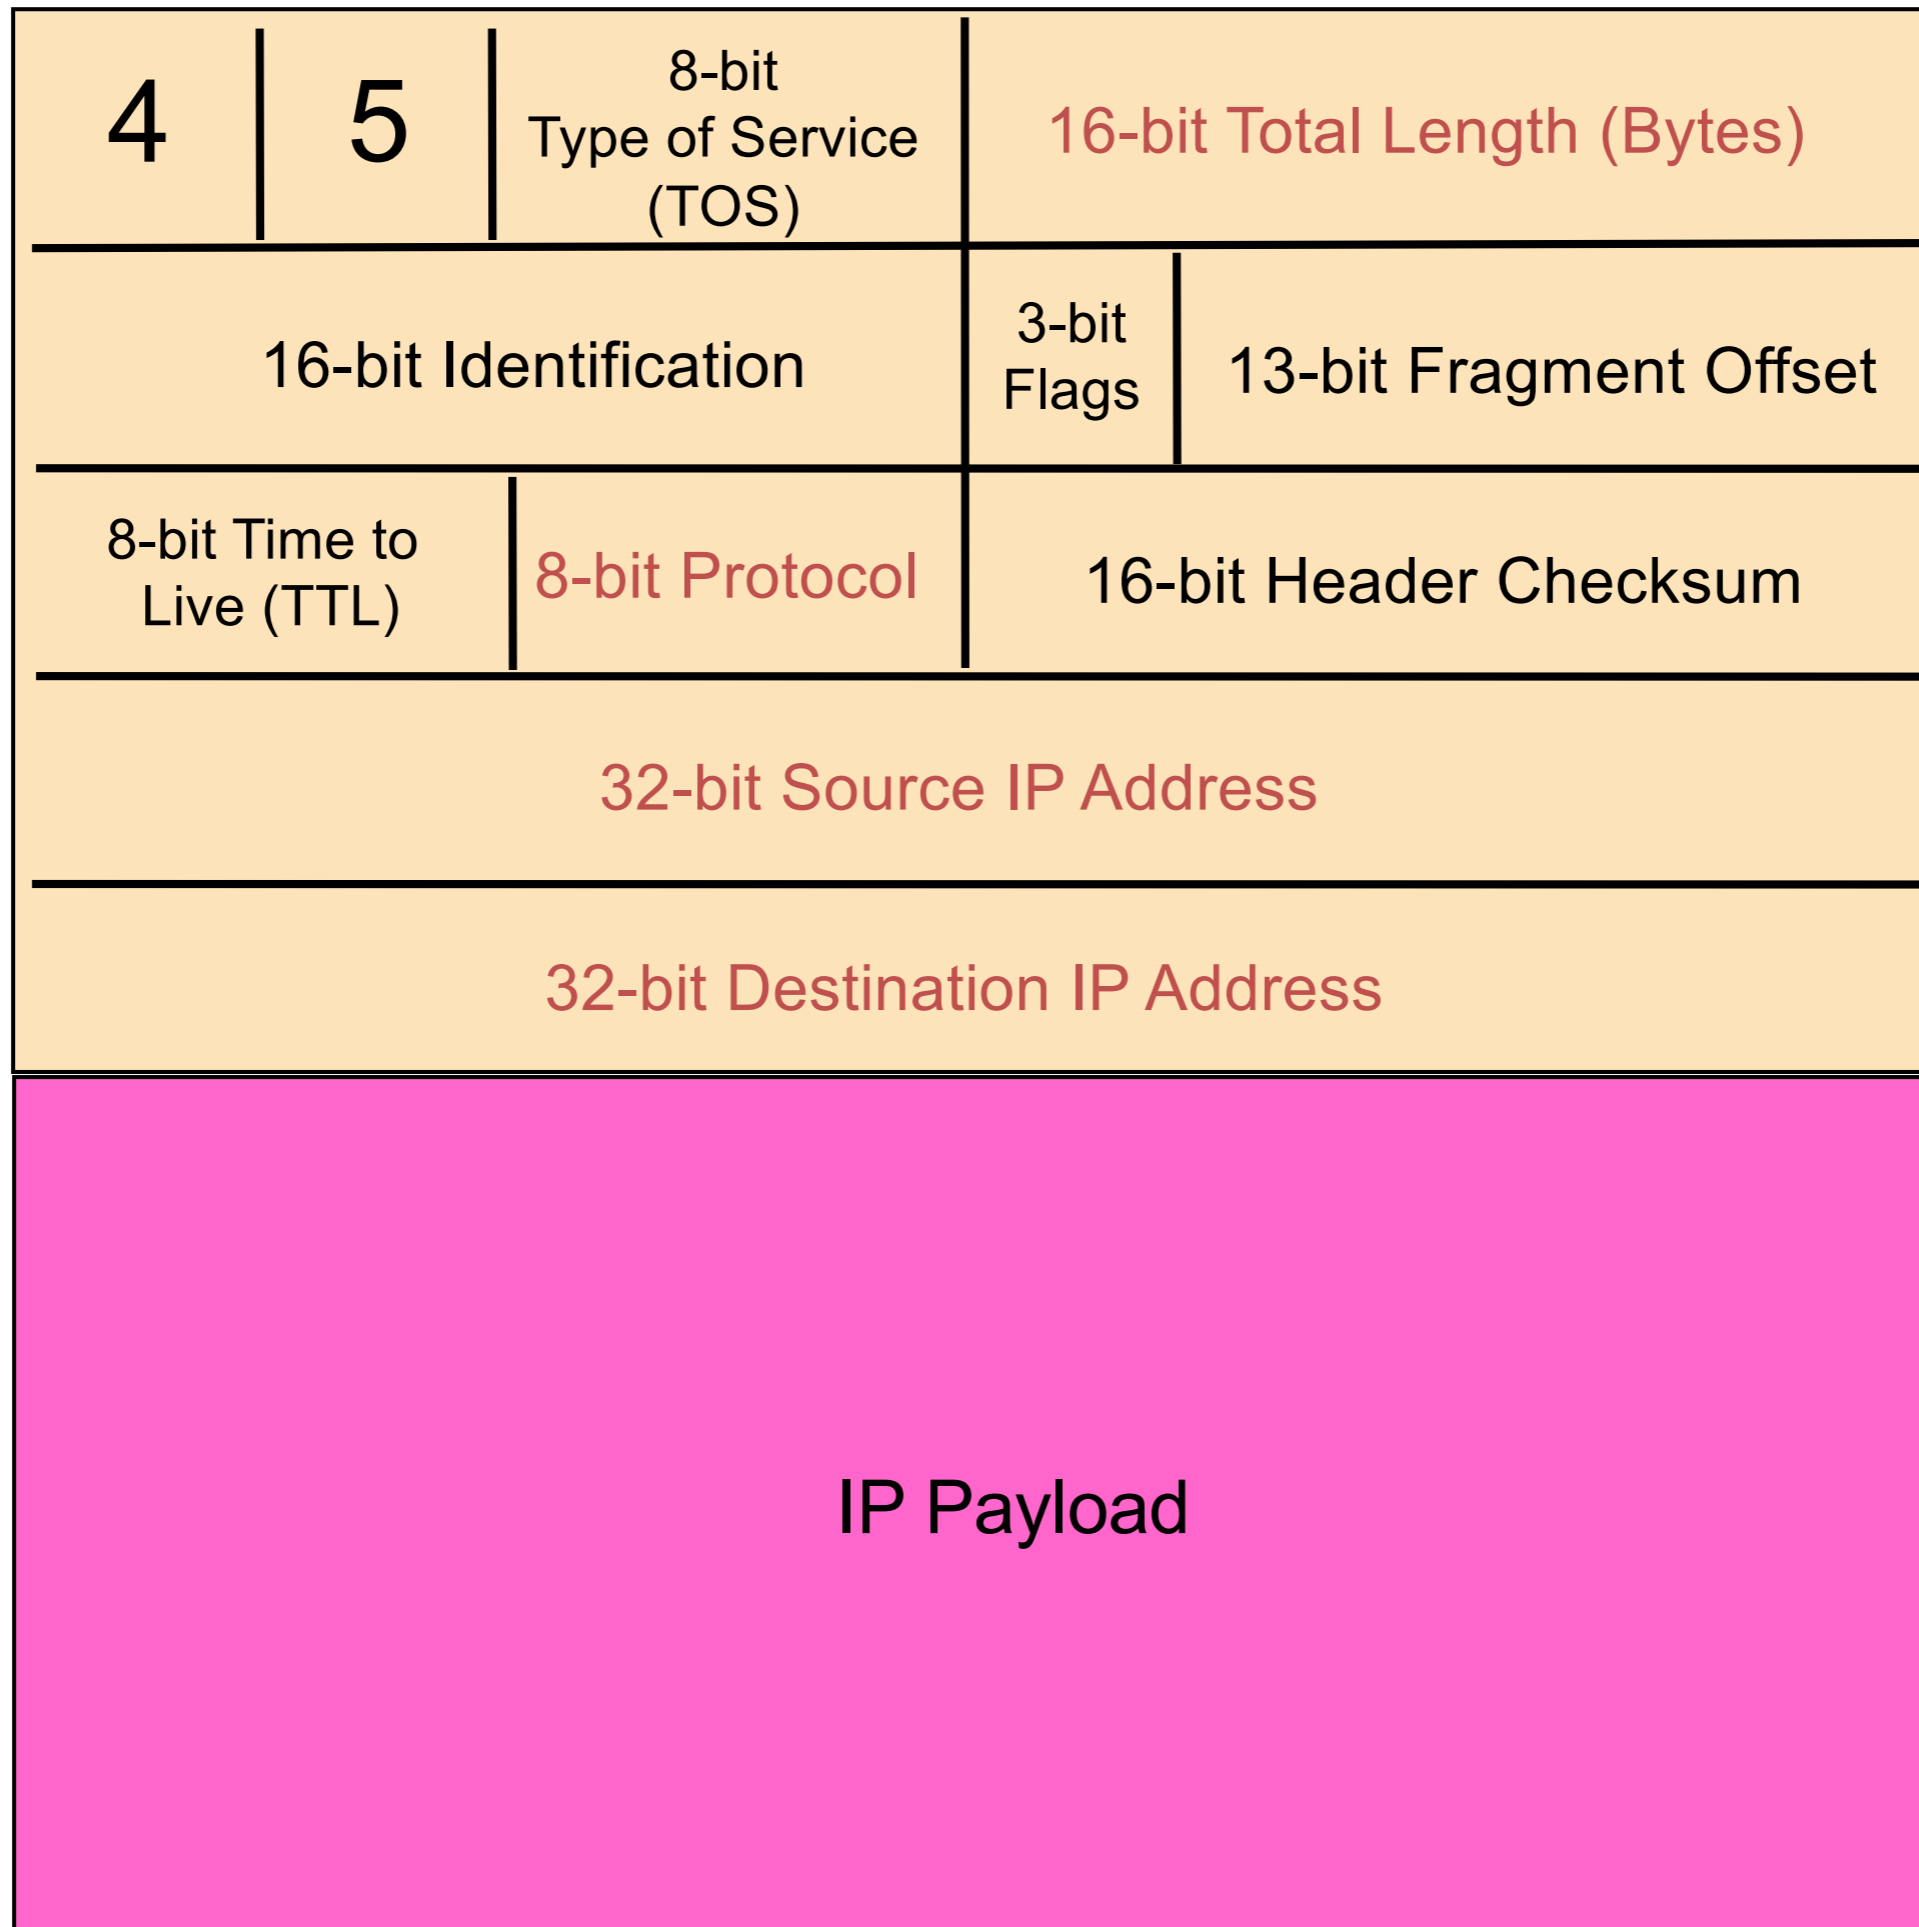 4
5
8-bit
Type of Service
(TOS)
16-bit Total Length (Bytes)
16-bit Identification
3-bit
Flags
13-bit Fragment Offset
8-bit Time to
Live (TTL)
8-bit Protocol
16-bit Header Checksum
32-bit Source IP Address
32-bit Destination IP Address
IP Payload